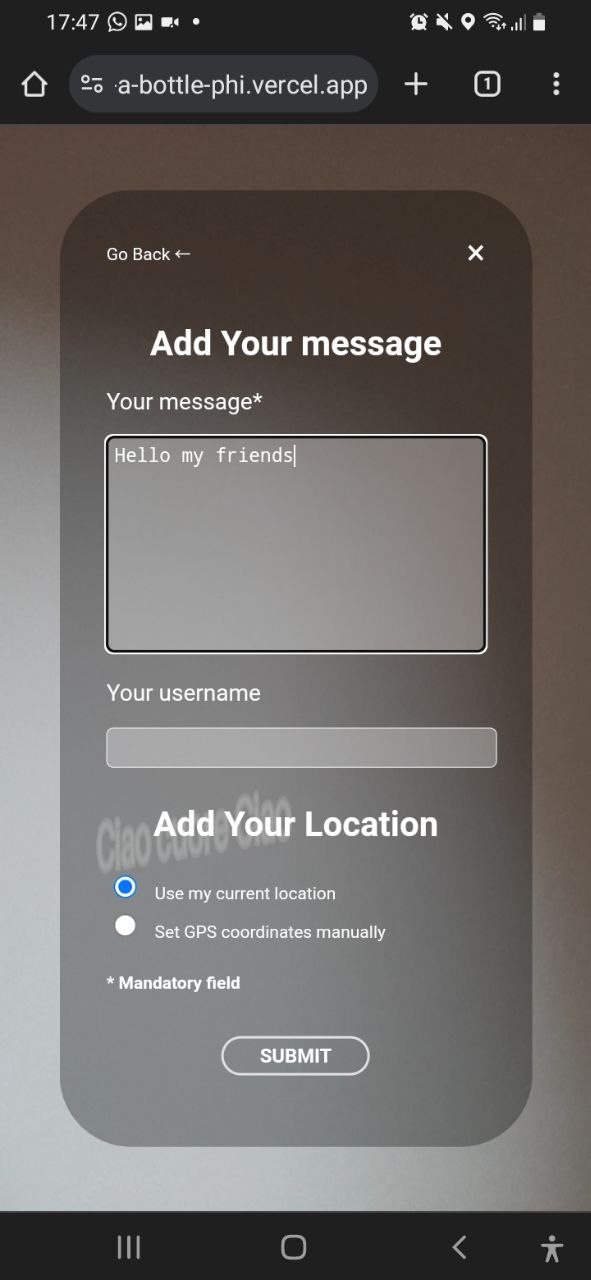 17:47
-a-bottle-phi.vercel.app
1
Go Back ←
×
Add Your message
Your message*
Hello my friends
Your username
Ciao cuore Ciao
Add Your Location
Use my current location
Set GPS coordinates manually
* Mandatory field
SUBMIT